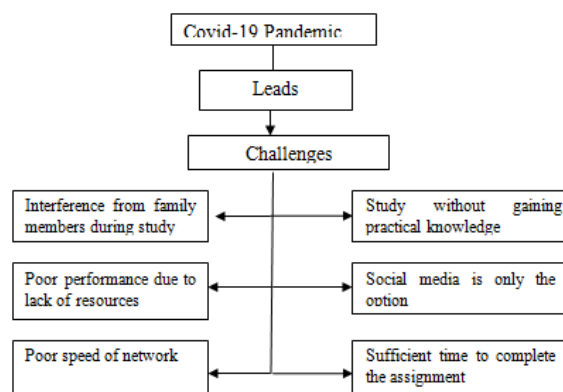 Covid-19 Pandemic
Leads
Challenges
Interference from family
members during study
Study without gaining
practical knowledge
Poor performance due to
lack of resources
Social media is only the
option
Poor speed of network
Sufficient time to complete
the assignment